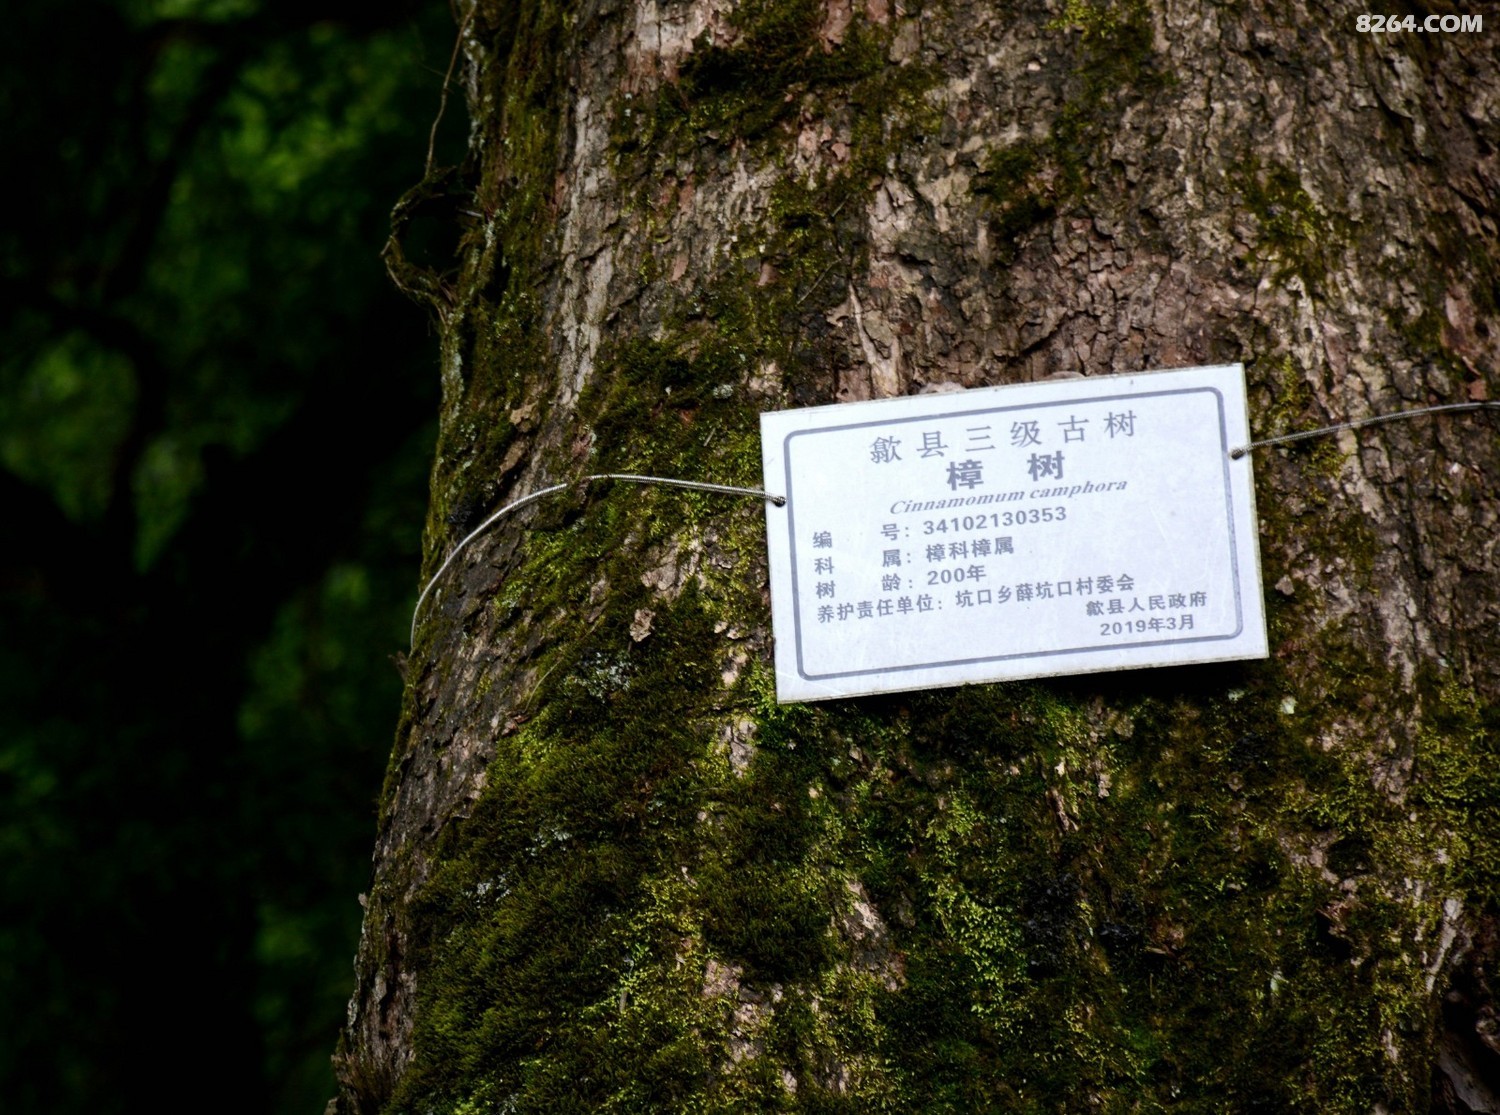 8264.COM
歙县三级古树
樟树
Cinnamomum camphora
编号：34102130353
科属：樟科樟属
树龄：200年
养护责任单位：坑口乡薛坑口村委会
歙县人民政府
2019年3月